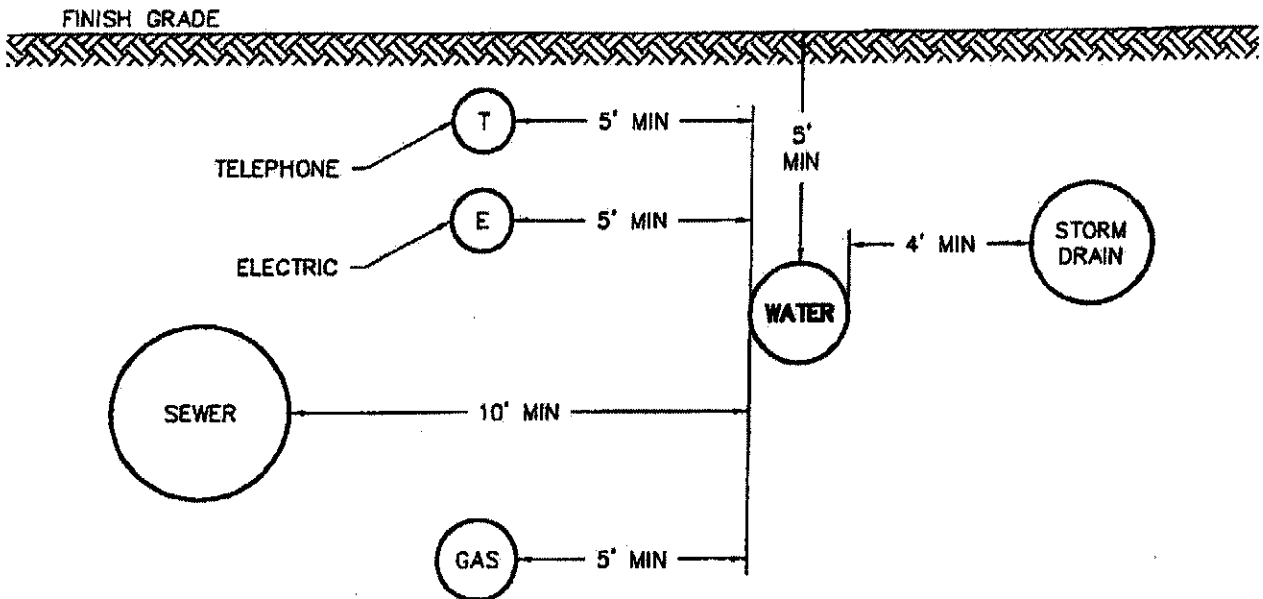 FINISH GRADE
T
5' MIN
TELEPHONE
5'
MIN
E
5' MIN
ELECTRIC
4' MIN
STORM
DRAIN
WATER
SEWER
10' MIN
GAS
5' MIN